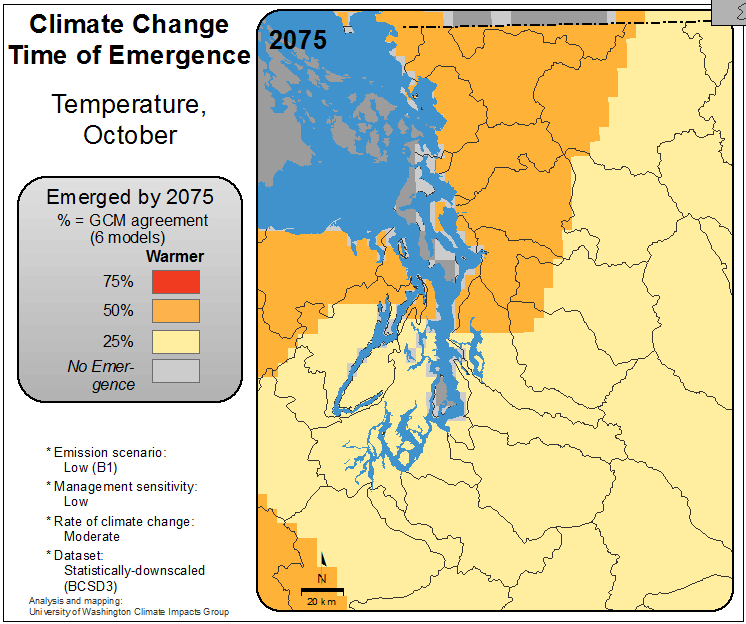 Climate Change
Time of Emergence
Temperature,
October
Emerged by 2075
% = GCM agreement
(6 models)
Warmer
75%
50%
25%
No Emer-
gence
* Emission scenario:
Low (B1)
* Management sensitivity:
Low
* Rate of climate change:
Moderate
* Dataset:
Statistically-downscaled
(BCSD3)
Analysis and mapping:
University of Washington Climate Impacts Group
2075
N
20 km